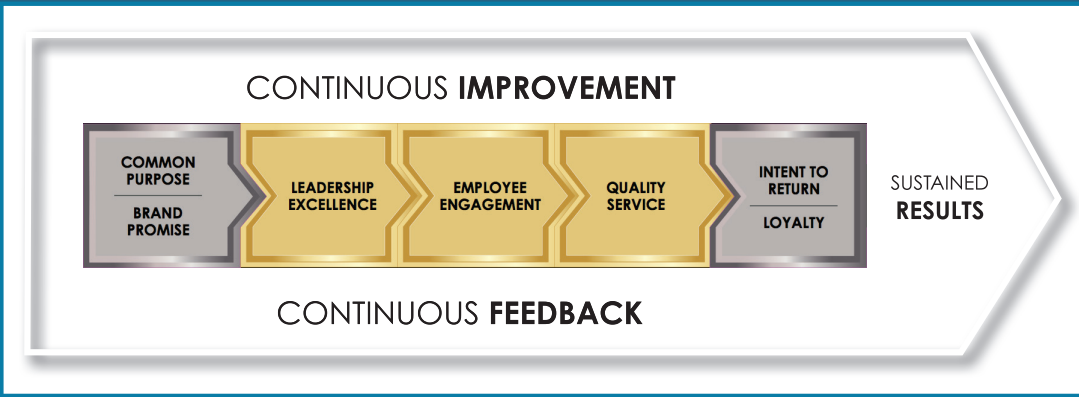 CONTINUOUS IMPROVEMENT
COMMON
PURPOSE
BRAND
PROMISE
LEADERSHIP
EXCELLENCE
EMPLOYEE
ENGAGEMENT
QUALITY
SERVICE
INTENT TO
RETURN
LOYALTY
SUSTAINED
RESULTS
CONTINUOUS FEEDBACK